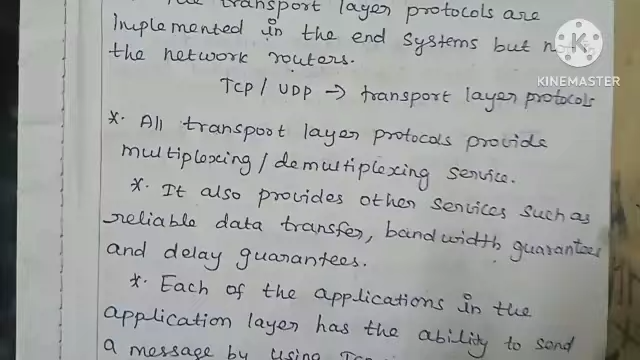 The transport layer protocols are
Implemented in the end systems but not in
the network routers.
TCP / UDP → transport layer protocols
*. All transport layer protocols provide
multiplexing / demultiplexing service.
*. It also provides other services such as
reliable data transfer, bandwidth guarantees
and delay guarantees.
*. Each of the applications in the
application layer has the ability to send
a message by using TCP
KINEMASTER